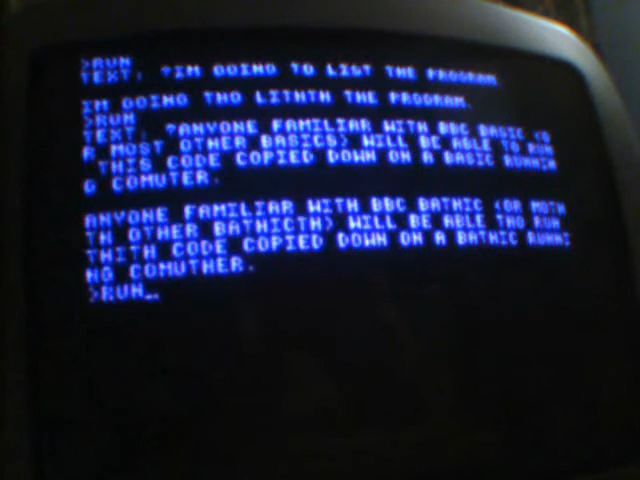 >RUN
TEXT: ?IM GOING TO LIST THE PROGRAM
IM GOING THO LITHTH THE PROGRAM.
>RUN
TEXT: ?ANYONE FAMILIAR WITH BBC BASIC (O
R MOST OTHER BASICS) WILL BE ABLE TO RUN
THIS CODE COPIED DOWN ON A BASIC RUNNIN
G COMUTER.
ANYONE FAMILIAR WITH BBC BATHIC (OR MOTH
TH OTHER BATHICTH) WILL BE ABLE THO RUN
THITH CODE COPIED DOWN ON A BATHIC RUNNI
NG COMUTHER.
>RUN_